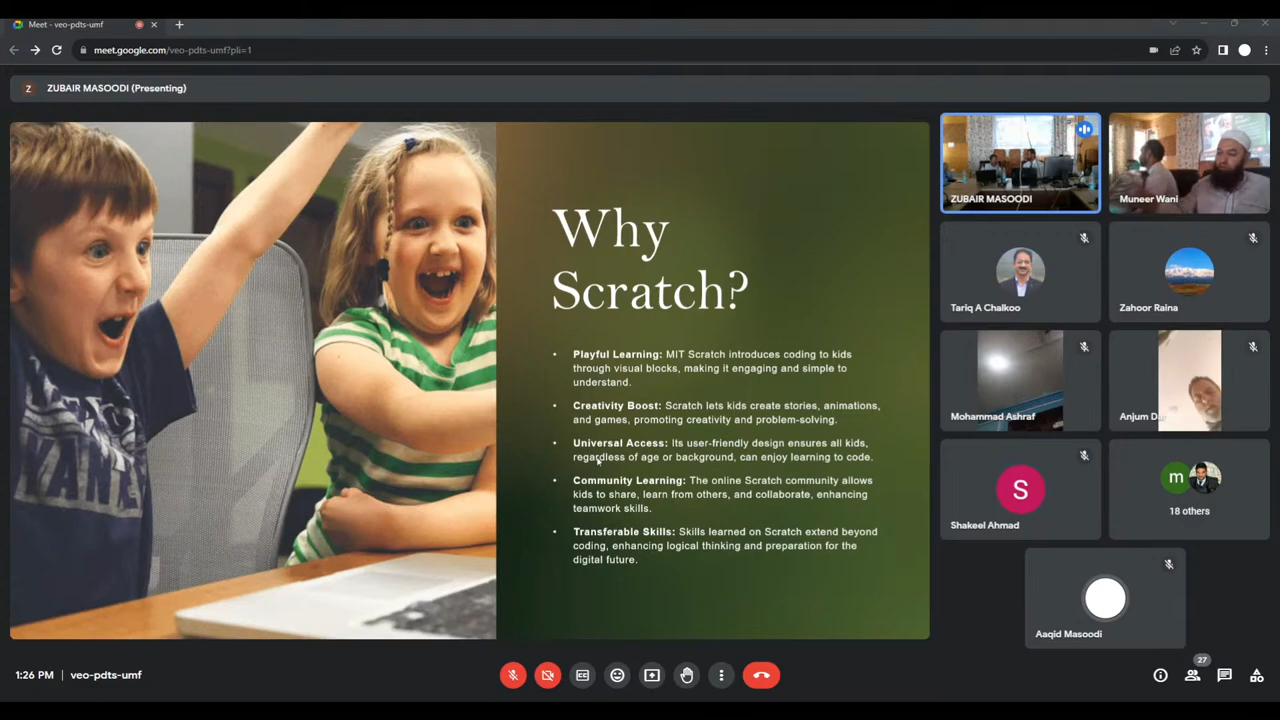 Meet - veo-pdts-umf
meet.google.com/veo-pdts-umf?pli=1
Z
ZUBAIR MASOODI (Presenting)
Why
Scratch?
• Playful Learning: MIT Scratch introduces coding to kids
through visual blocks, making it engaging and simple to
understand.
• Creativity Boost: Scratch lets kids create stories, animations,
and games, promoting creativity and problem-solving.
• Universal Access: Its user-friendly design ensures all kids,
regardless of age or background, can enjoy learning to code.
• Community Learning: The online Scratch community allows
kids to share, learn from others, and collaborate, enhancing
teamwork skills.
• Transferable Skills: Skills learned on Scratch extend beyond
coding, enhancing logical thinking and preparation for the
digital future.
ZUBAIR MASOODI
Muneer Wani
Tariq A Chalkoo
Zahoor Raina
Mohammad Ashraf
Anjum
S
Shakeel Ahmad
m
18 others
Aaqid Masoodi
1:26 PM | veo-pdts-umf
27